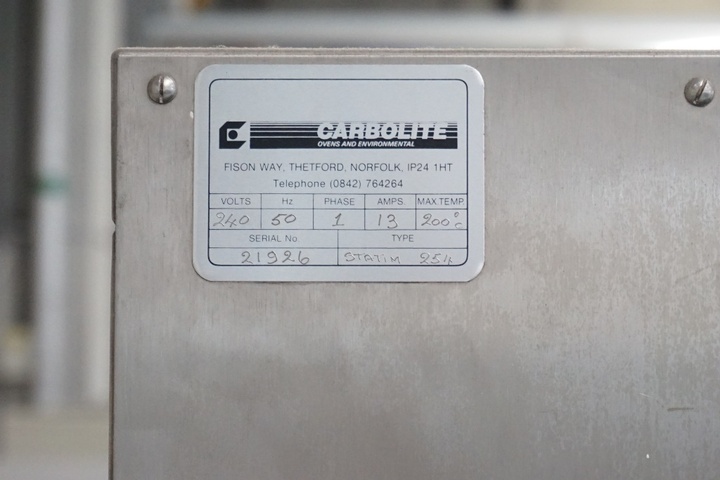 CARBOLITE
OVENS AND ENVIRONMENTAL
FISON WAY, THETFORD, NORFOLK, IP24 1HT
Telephone (0842) 764264
VOLTS Hz PHASE AMPS MAX.TEMP.
240 50 1 13 200°C
SERIAL No TYPE
21926 STATIM 254